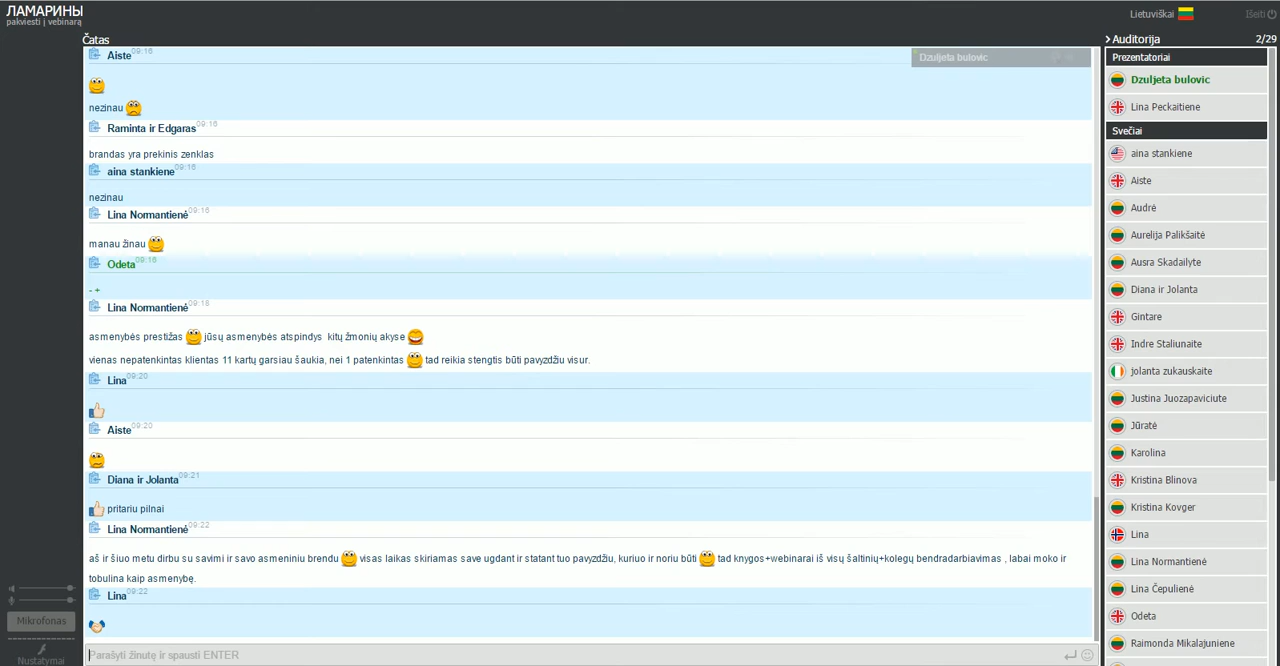 ЛАМАРИНЫ
pakviesti į vebinarą
Lietuviškai
Išeiti
Čatas
Auditorija 2/29
Aiste 09:16
nezinau
Raminta ir Edgaras 09:16
brandas yra prekinis zenklas
aina stankiene 09:16
nezinau
Lina Normantienė 09:16
manau žinau
Odeta 09:16
- +
Lina Normantienė 09:18
asmenybės prestižas jūsų asmenybės atspindys kitų žmonių akyse
vienas nepatenkintas klientas 11 kartų garsiau šaukia, nei 1 patenkintas tad reikia stengtis būti pavyzdžiu visur.
Lina 09:20
Aiste 09:20
Diana ir Jolanta 09:21
pritariu pilnai
Lina Normantienė 09:22
aš ir šiuo metu dirbu su savimi ir savo asmeniniu brendu visas laikas skiriamas save ugdant ir statant tuo pavyzdžiu, kuriuo ir noriu būti tad knygos+webinarai iš visų šaltinių+kolegų bendradarbiavimas , labai moko ir
tobulina kaip asmenybę.
Lina 09:22
Parašyti žinutę ir spausti ENTER
Dzuljeta bulovic
Prezentatoriai
Dzuljeta bulovic
Lina Peckaitiene
Svečiai
aina stankiene
Aiste
Audrė
Aurelija Palikšaitė
Ausra Skadailyte
Diana ir Jolanta
Gintare
Indre Staliunaite
jolanta zukauskaite
Justina Juozapaviciute
Jūratė
Karolina
Kristina Blinova
Kristina Kovger
Lina
Lina Normantienė
Lina Čepulienė
Odeta
Raimonda Mikalajuniene
Mikrofonas
Nustatymai